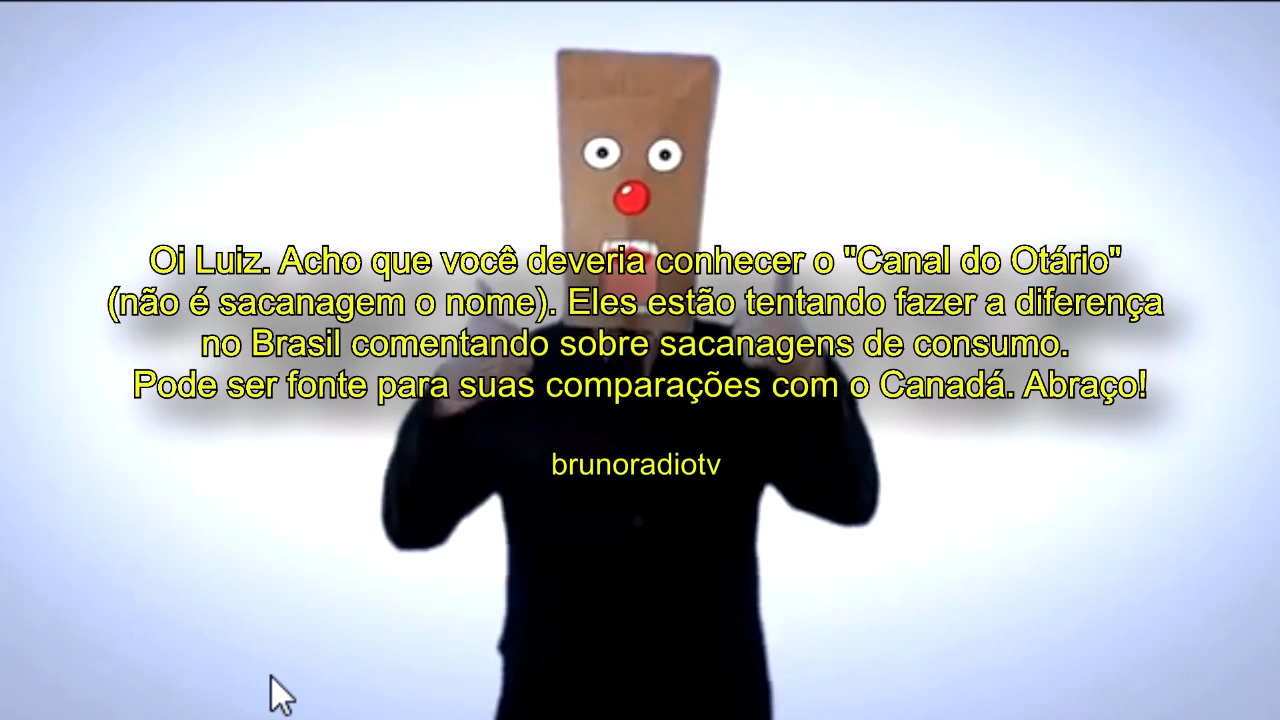 Oi Luiz. Acho que você deveria conhecer o "Canal do Otário"
(não é sacanagem o nome). Eles estão tentando fazer a diferença
no Brasil comentando sobre sacanagens de consumo.
Pode ser fonte para suas comparações com o Canadá. Abraço!
brunoradiotv